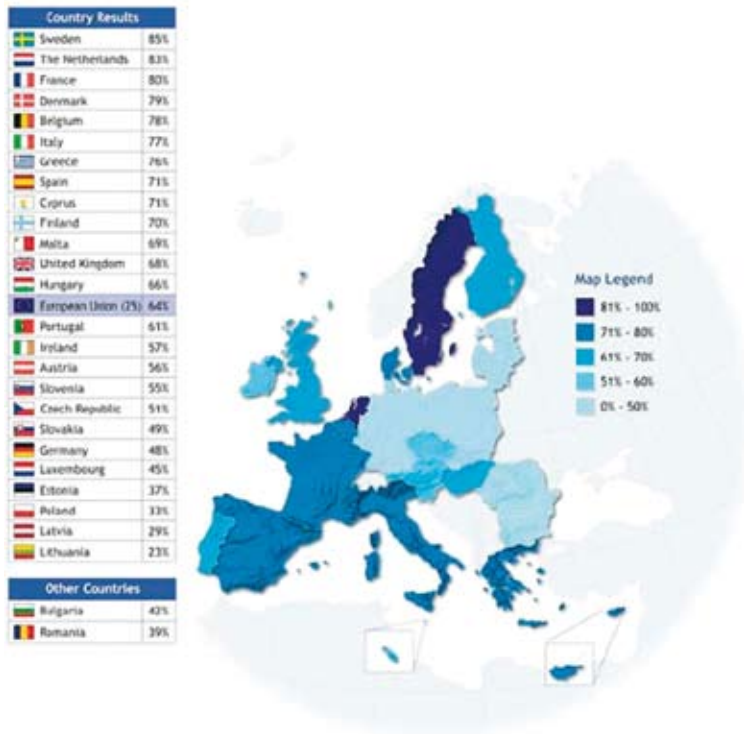 Country Results
Sweden 85%
The Netherlands 83%
France 80%
Denmark 79%
Belgium 78%
Italy 77%
Greece 76%
Spain 71%
Cyprus 71%
Finland 70%
Malta 69%
United Kingdom 68%
Hungary 66%
European Union (25) 64%
Portugal 61%
Ireland 57%
Austria 56%
Slovenia 55%
Czech Republic 51%
Slovakia 49%
Germany 48%
Luxembourg 45%
Estonia 37%
Poland 33%
Latvia 29%
Lithuania 23%
Other Countries
Bulgaria 42%
Romania 39%
Map Legend
81% - 100%
71% - 80%
61% - 70%
51% - 60%
0% - 50%